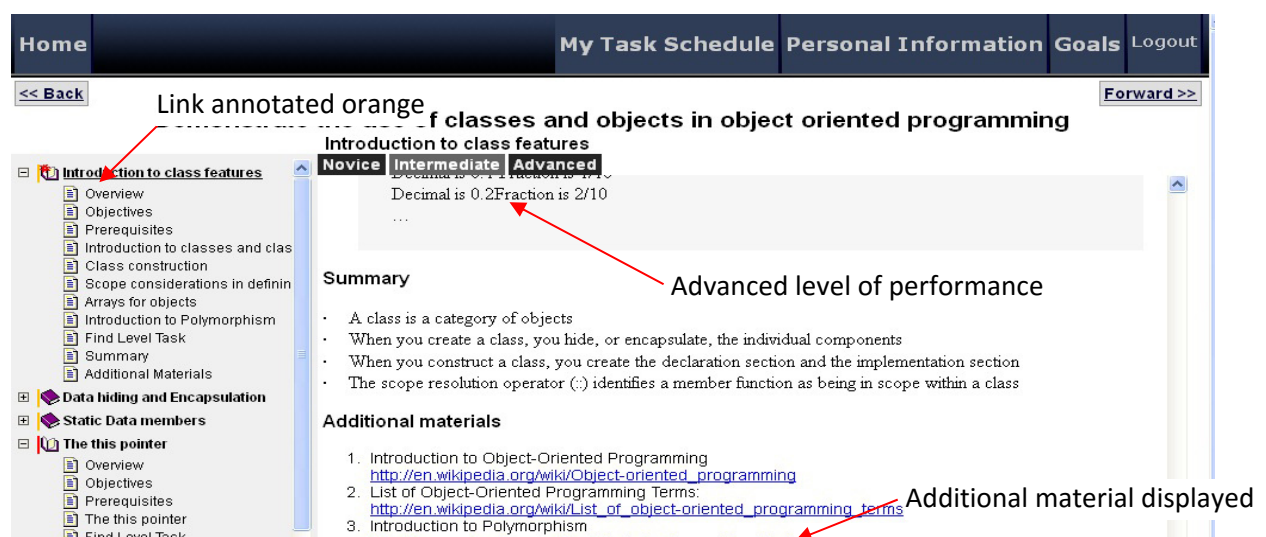 Home My Task Schedule Personal Information Goals Logout
<< Back Forward >>
Link annotated orange
the use of classes and objects in object oriented programming
Introduction to class features
Novice Intermediate Advanced
Introduction to class features
Overview
Objectives
Prerequisites
Introduction to classes and clas
Class construction
Scope considerations in definin
Arrays for objects
Introduction to Polymorphism
Find Level Task
Summary
Additional Materials
Data hiding and Encapsulation
Static Data members
The this pointer
Overview
Objectives
Prerequisites
The this pointer
Find Level Task
Decimal is 0.2Fraction is 2/10
...
Advanced level of performance
Summary
· A class is a category of objects
· When you create a class, you hide, or encapsulate, the individual components
· When you construct a class, you create the declaration section and the implementation section
· The scope resolution operator (::) identifies a member function as being in scope within a class
Additional materials
1. Introduction to Object-Oriented Programming
http://en.wikipedia.org/wiki/Object-oriented_programming
2. List of Object-Oriented Programming Terms:
http://en.wikipedia.org/wiki/List_of_object-oriented_programming_terms
3. Introduction to Polymorphism
Additional material displayed